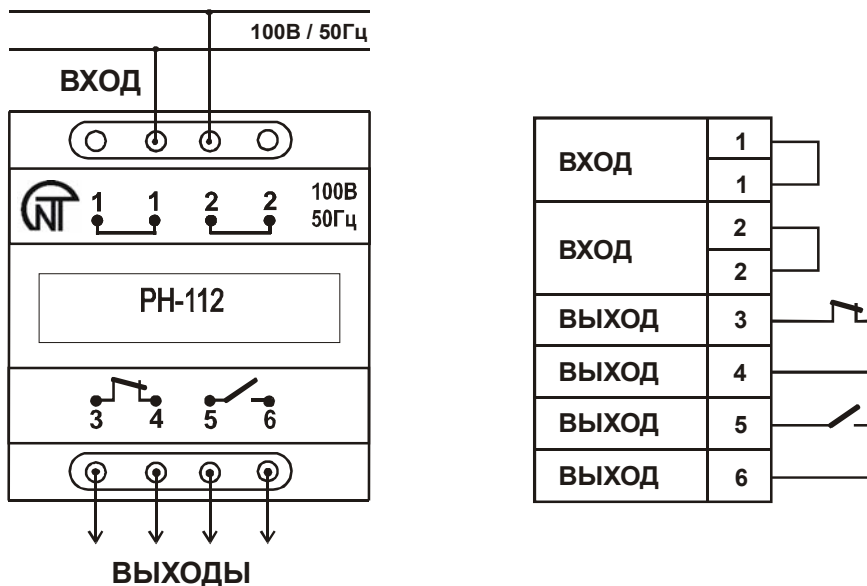 100В / 50Гц
ВХОД
NT
1 1 2 2
100В
50Гц
РН-112
3 4 5 6
ВЫХОДЫ
ВХОД 1
1
ВХОД 2
2
ВЫХОД 3
ВЫХОД 4
ВЫХОД 5
ВЫХОД 6